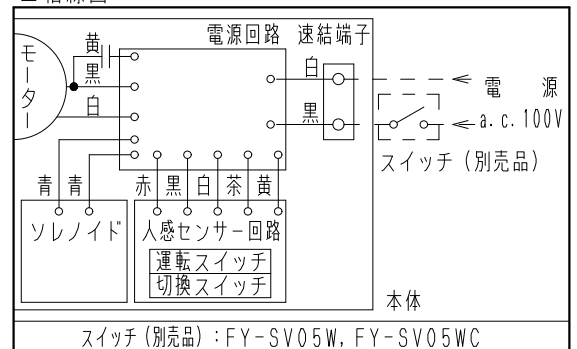 電源回路 速結端子
モーター
黄
黒
白
白
黒
電 源
a.c.100V
スイッチ(別売品)
青 青 赤 黒 白 茶 黄
ソレノイド
人感センサー回路
運転スイッチ
切換スイッチ
本体
スイッチ(別売品):FY-SV05W,FY-SV05WC